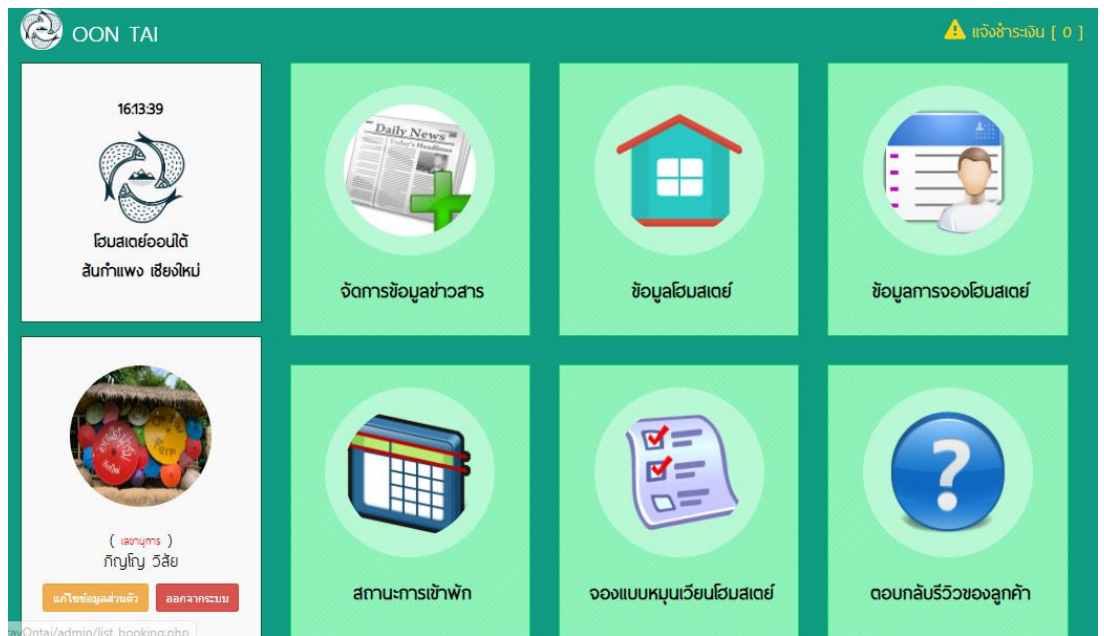 OON TAI
แจ้งชำระเงิน [ 0 ]
16:13:39
โฮมสเตย์ออนใต้
สันกำแพง เชียงใหม่
Daily News
Today's Headlines
จัดการข้อมูลข่าวสาร
ข้อมูลโฮมสเตย์
ข้อมูลการจองโฮมสเตย์
( เลขานุการ )
ภิญโญ วิสัย
แก้ไขข้อมูลส่วนตัว
ออกจากระบบ
สถานะการเข้าพัก
จองแบบหมุนเวียนโฮมสเตย์
ตอบกลับรีวิวของลูกค้า
ayOntai/admin/list_booking.php